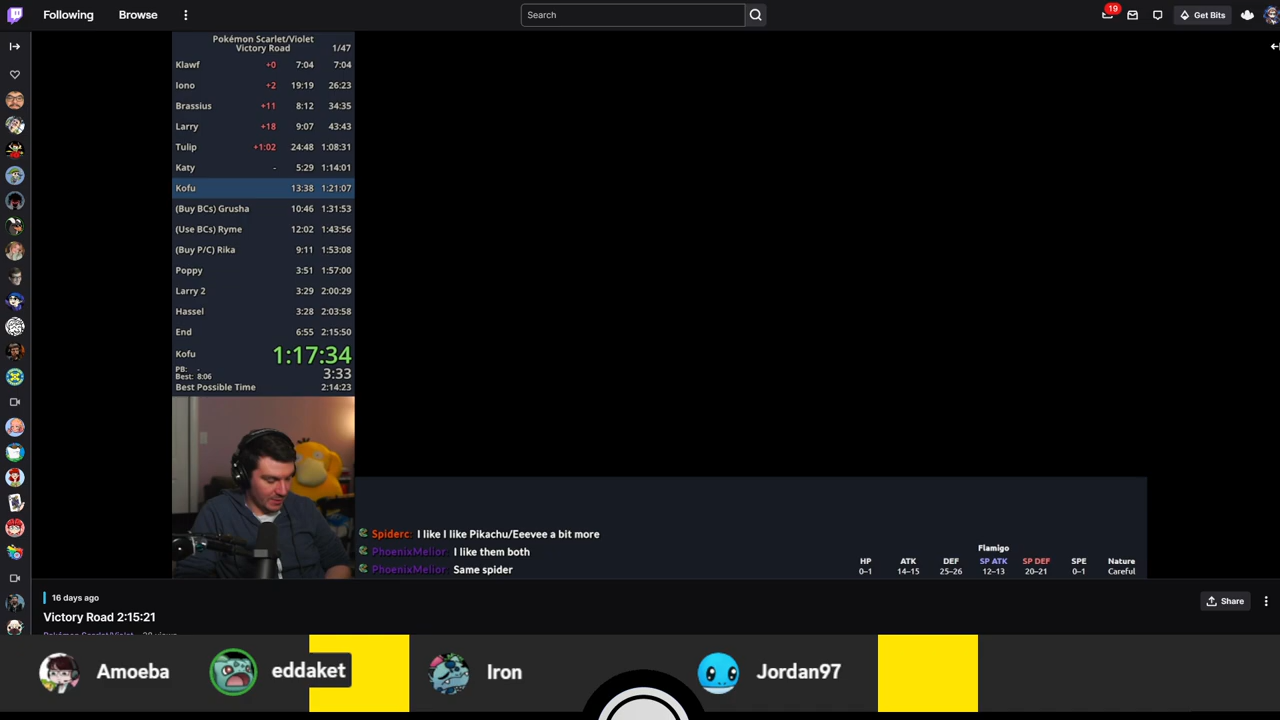 Following Browse Search 19 Get Bits
Pokémon Scarlet/Violet
Victory Road 1/47
Klawf +0 7:04 7:04
Iono +2 19:19 26:23
Brassius +11 8:12 34:35
Larry +18 9:07 43:43
Tulip +1:02 24:48 1:08:31
Katy - 5:29 1:14:01
Kofu 13:38 1:21:07
(Buy BCs) Grusha 10:46 1:31:53
(Use BCs) Ryme 12:02 1:43:56
(Buy P/C) Rika 9:11 1:53:08
Poppy 3:51 1:57:00
Larry 2 3:29 2:00:29
Hassel 3:28 2:03:58
End 6:55 2:15:50
Kofu 1:17:34
PB: -
Best: 8:06 3:33
Best Possible Time 2:14:23
Spiderc: I like I like Pikachu/Eeevee a bit more
PhoenixMelior: I like them both
PhoenixMelior: Same spider
Flamigo
HP ATK DEF SP ATK SP DEF SPE Nature
0–1 14–15 25–26 12–13 20–21 0–1 Careful
16 days ago
Share
Victory Road 2:15:21
Amoeba eddaket Iron Jordan97